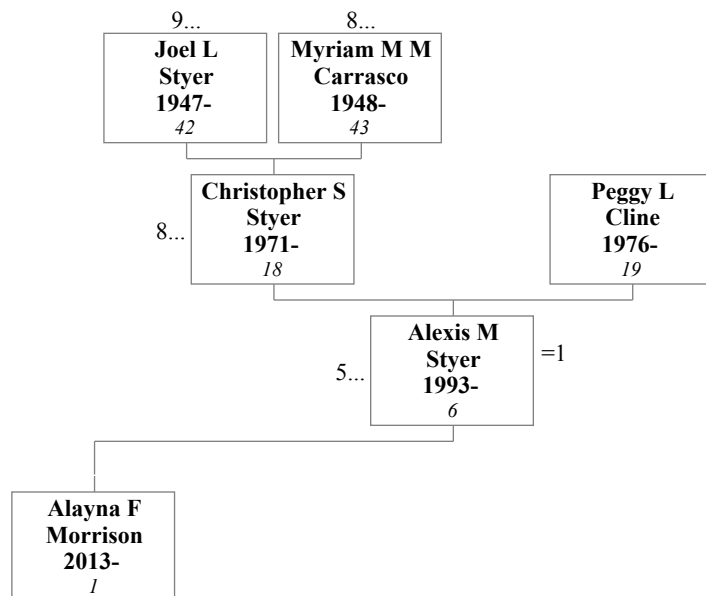 9...
8...
Joel L
Styer
1947-
42
Myriam M M
Carrasco
1948-
43
8...
Christopher S
Styer
1971-
18
Peggy L
Cline
1976-
19
5...
Alexis M
Styer
1993-
6
=1
Alayna F
Morrison
2013-
1